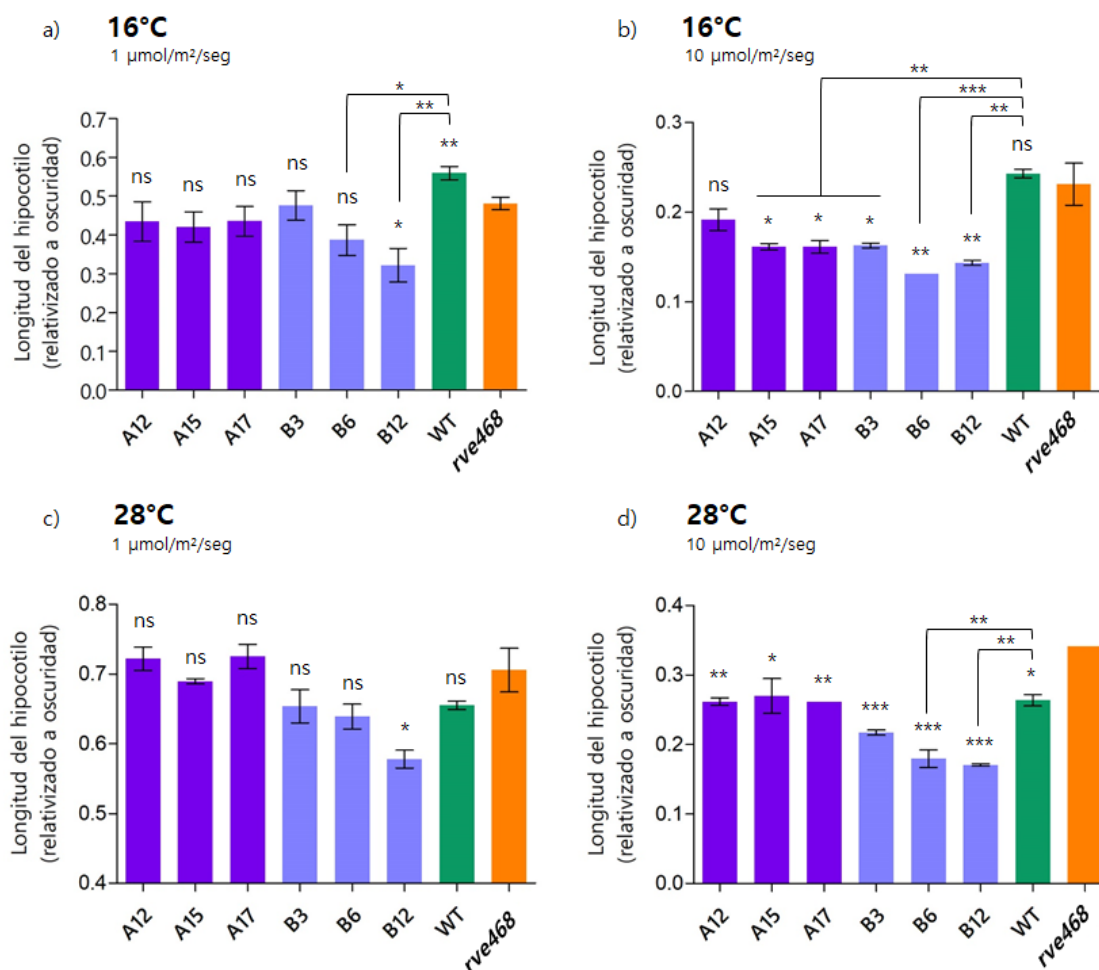 a) 16°C
1 μmol/m²/seg
Longitud del hipocotilo
(relativizado a oscuridad)
0.7
0.6
0.5
0.4
0.3
0.2
0.1
0.0
*
**
ns ns ns ns ns * **
A12 A15 A17 B3 B6 B12 WT rve468
b) 16°C
10 μmol/m²/seg
Longitud del hipocotilo
(relativizado a oscuridad)
0.3
0.2
0.1
0.0
**
***
**
ns * * * ** ** ns
A12 A15 A17 B3 B6 B12 WT rve468
c) 28°C
1 μmol/m²/seg
Longitud del hipocotilo
(relativizado a oscuridad)
0.8
0.7
0.6
0.5
0.4
ns ns ns ns ns * ns
A12 A15 A17 B3 B6 B12 WT rve468
d) 28°C
10 μmol/m²/seg
Longitud del hipocotilo
(relativizado a oscuridad)
0.4
0.3
0.2
0.1
0.0
**
**
** * ** *** *** *** *
A12 A15 A17 B3 B6 B12 WT rve468